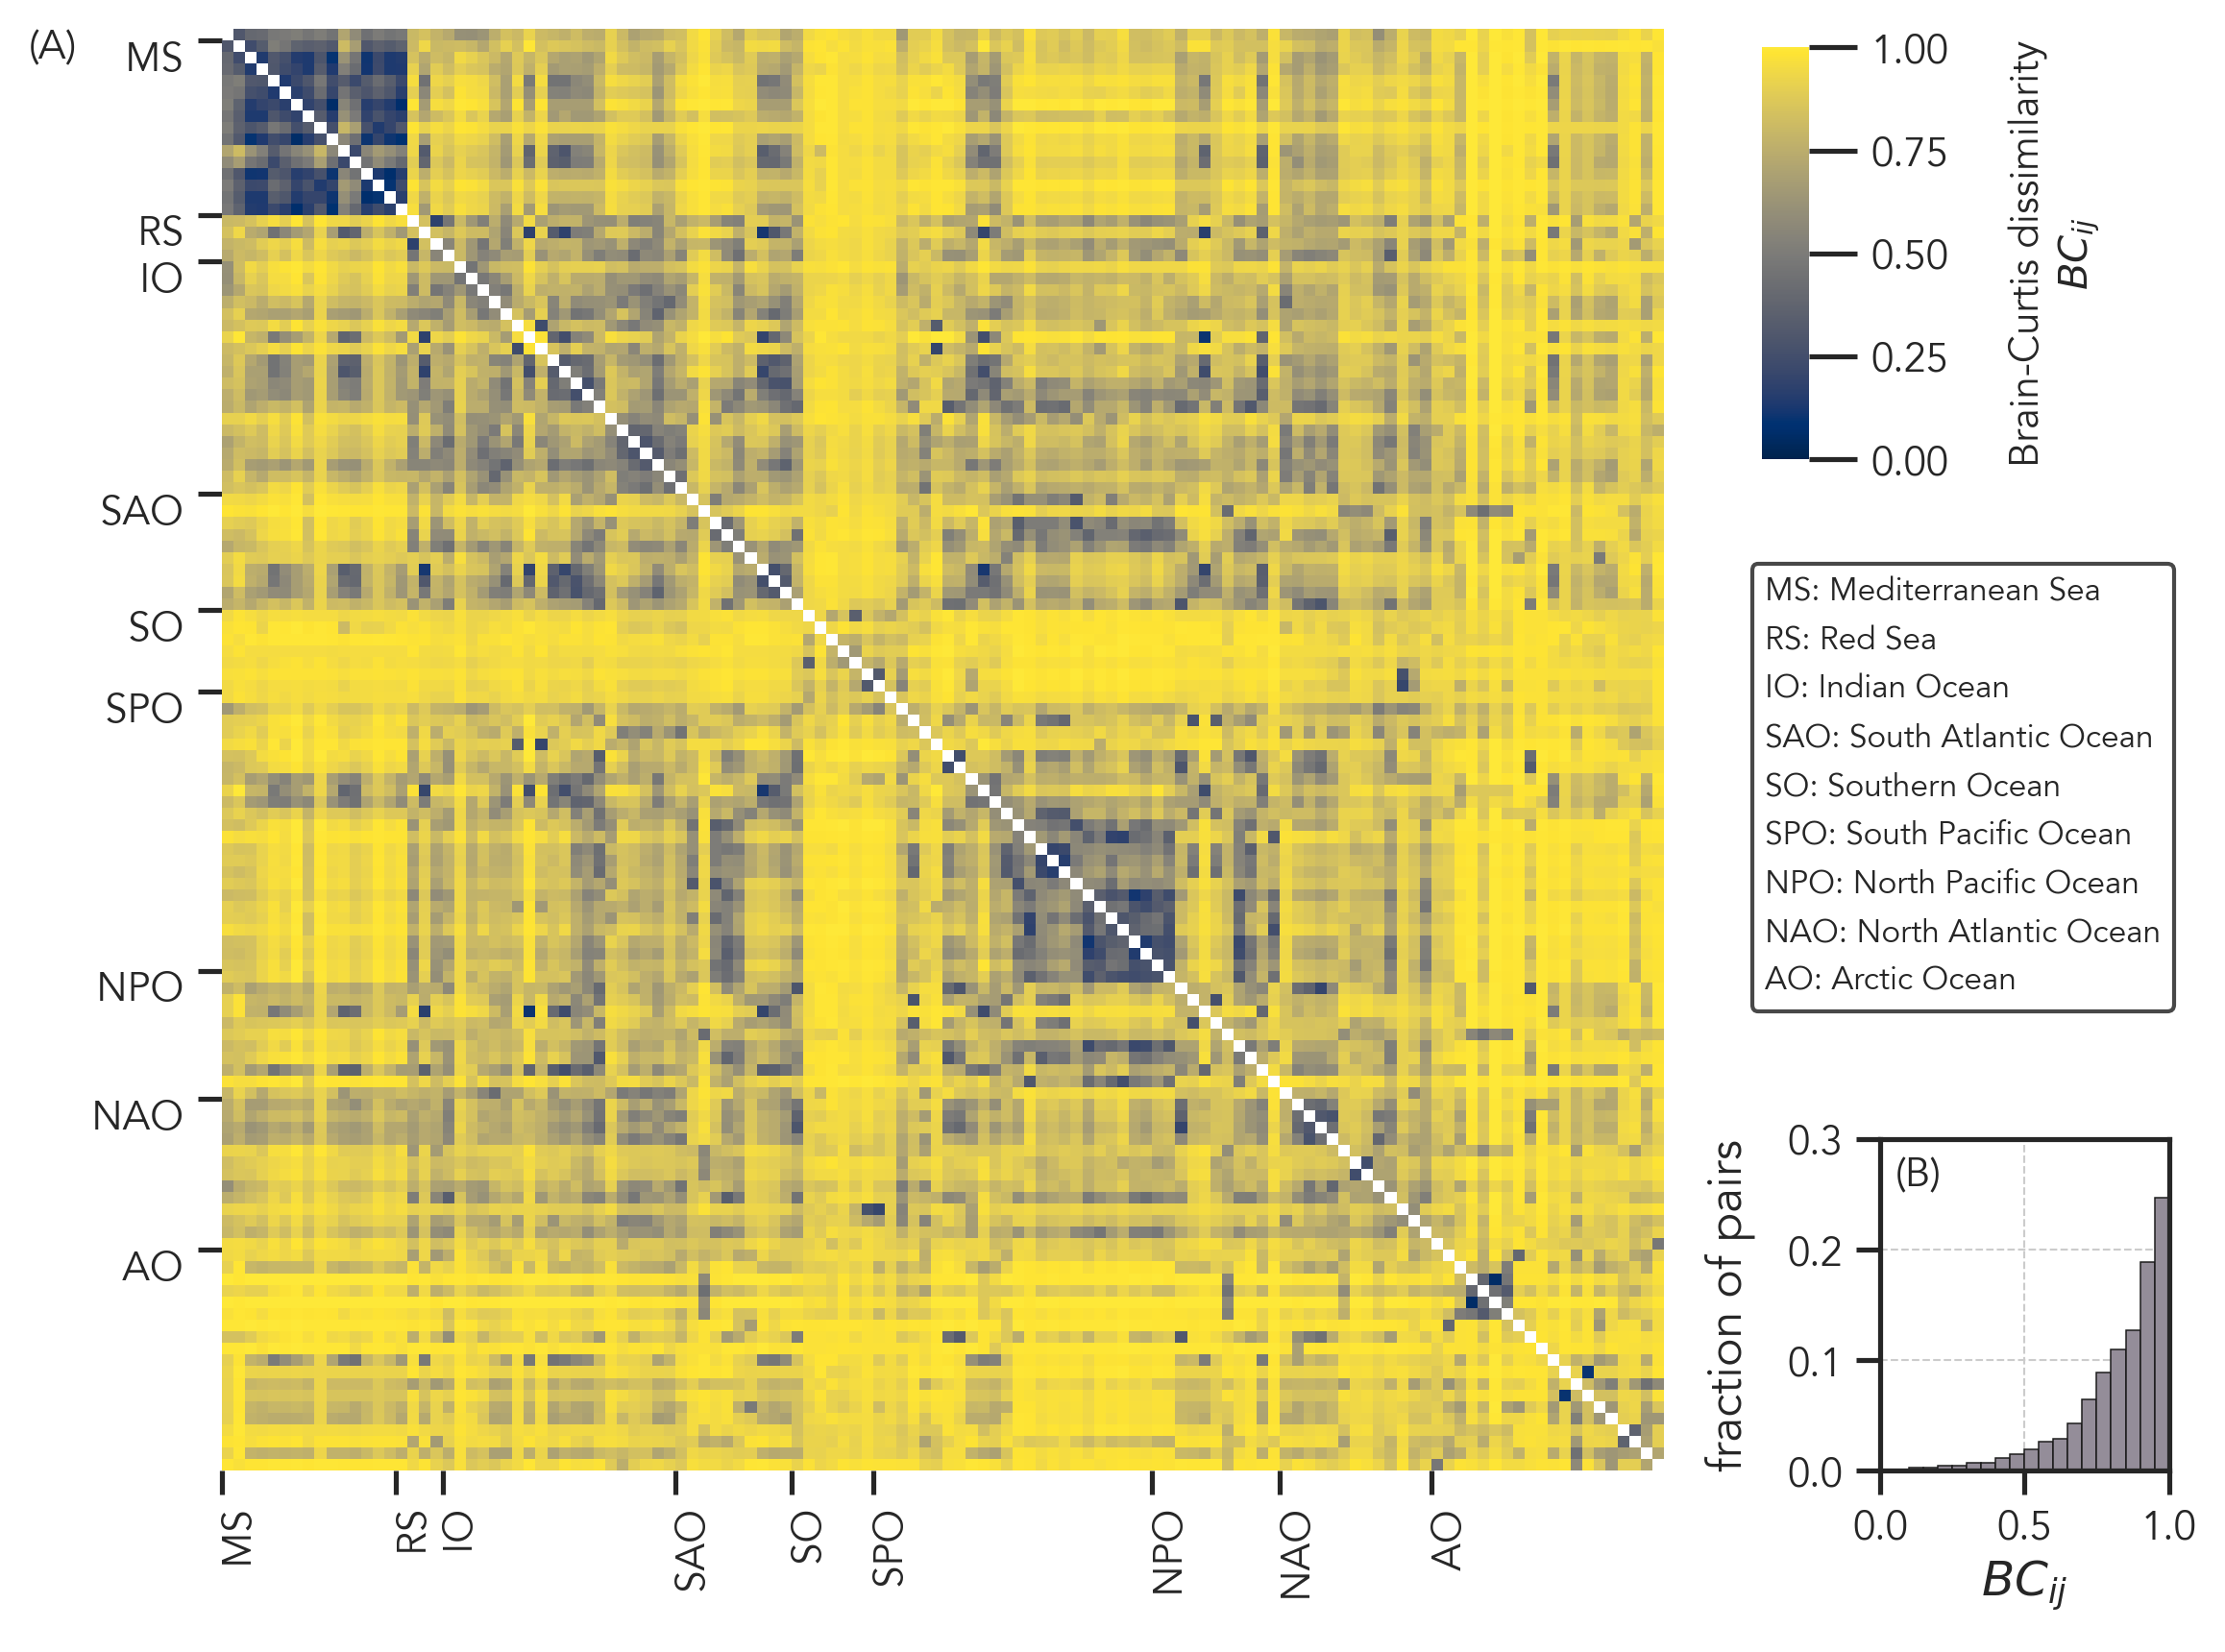 (A)
MS
RS
IO
SAO
SO
SPO
NPO
NAO
AO
MS
RS
IO
SAO
SO
SPO
NPO
NAO
AO
1.00
0.75
0.50
0.25
0.00
Brain-Curtis dissimilarity
BC_ij
MS: Mediterranean Sea
RS: Red Sea
IO: Indian Ocean
SAO: South Atlantic Ocean
SO: Southern Ocean
SPO: South Pacific Ocean
NPO: North Pacific Ocean
NAO: North Atlantic Ocean
AO: Arctic Ocean
(B)
fraction of pairs
0.3
0.2
0.1
0.0
0.0
0.5
1.0
BC_ij